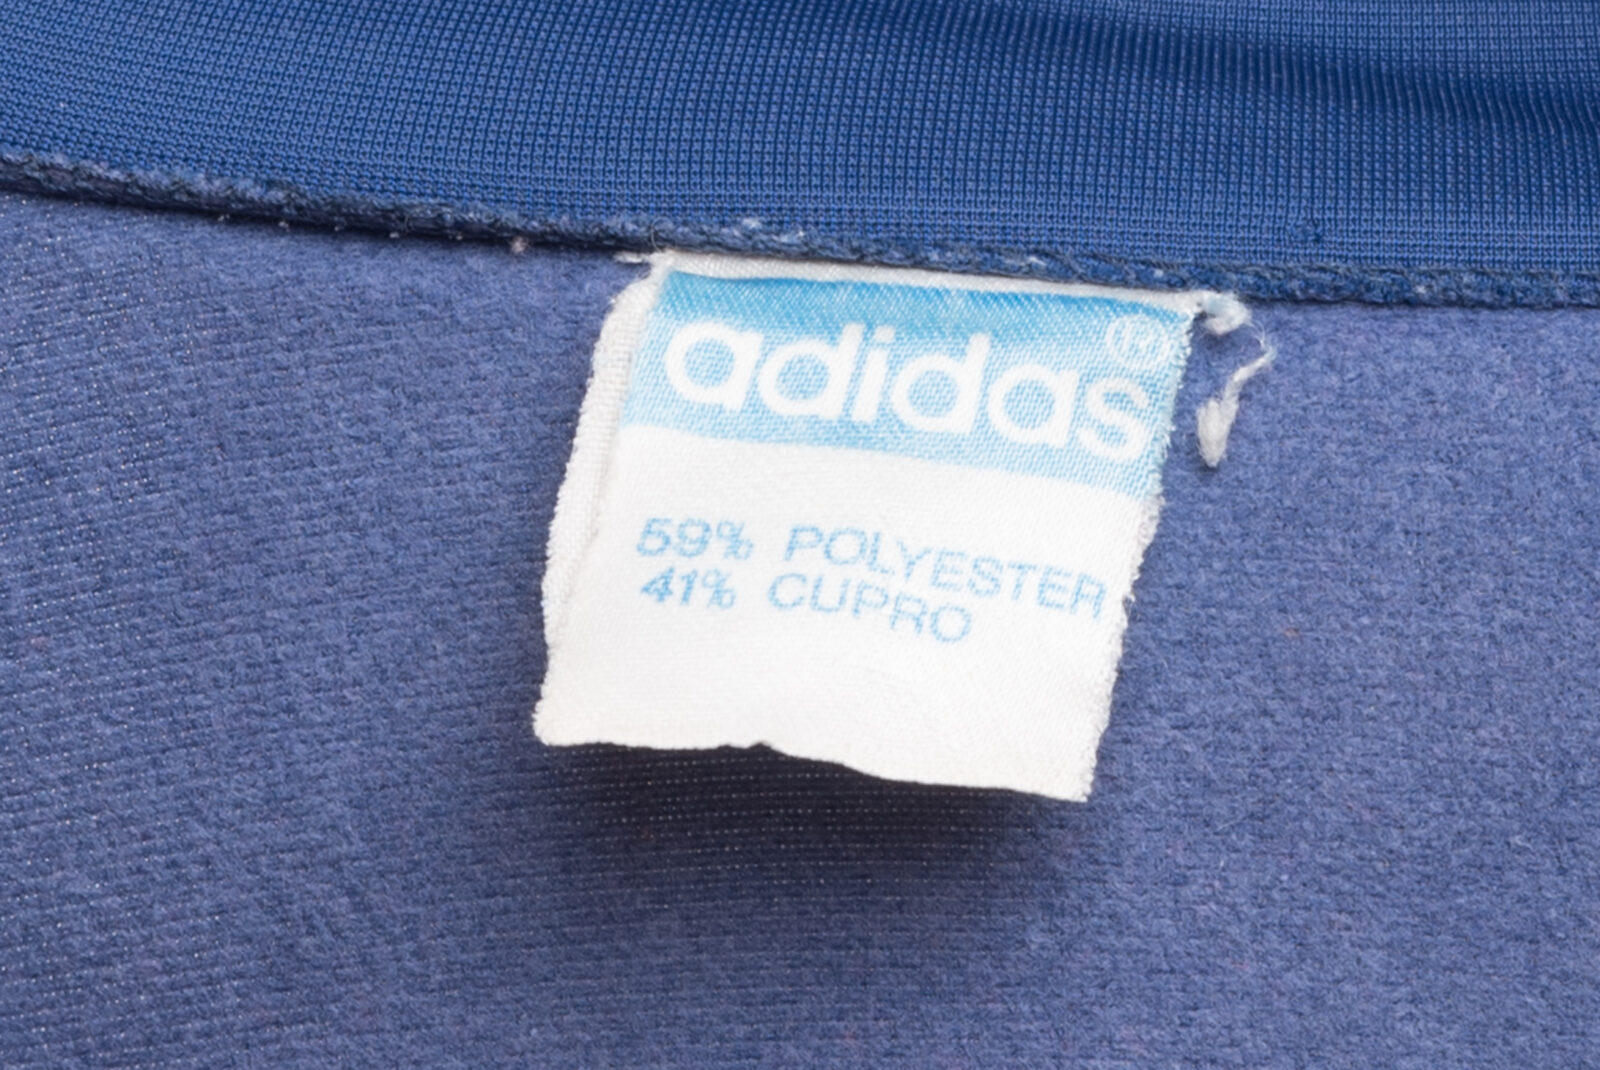 adidas®
59% POLYESTER
41% CUPRO